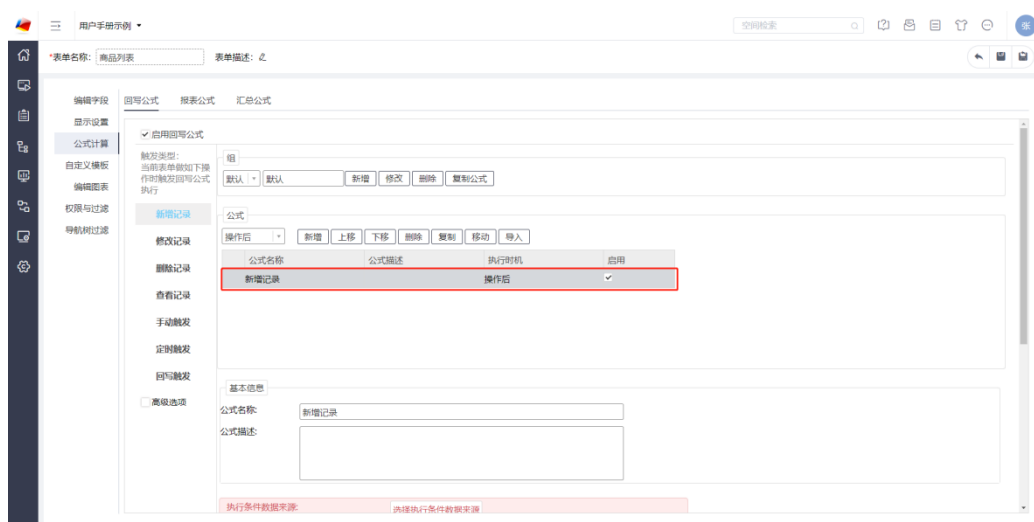 用户手册示例
空间检索
张
*表单名称: 商品列表 表单描述:
编辑字段
显示设置
公式计算
自定义模板
编辑图表
权限与过滤
导航树过滤
回写公式 报表公式 汇总公式
启用回写公式
触发类型:
当前表单做如下操
作时触发回写公式
执行
新增记录
修改记录
删除记录
查看记录
手动触发
定时触发
回写触发
高级选项
组
默认 默认 新增 修改 删除 复制公式
公式
操作后 新增 上移 下移 删除 复制 移动 导入
公式名称 公式描述 执行时机 启用
新增记录 操作后
基本信息
公式名称: 新增记录
公式描述:
执行条件数据来源: 选择执行条件数据来源